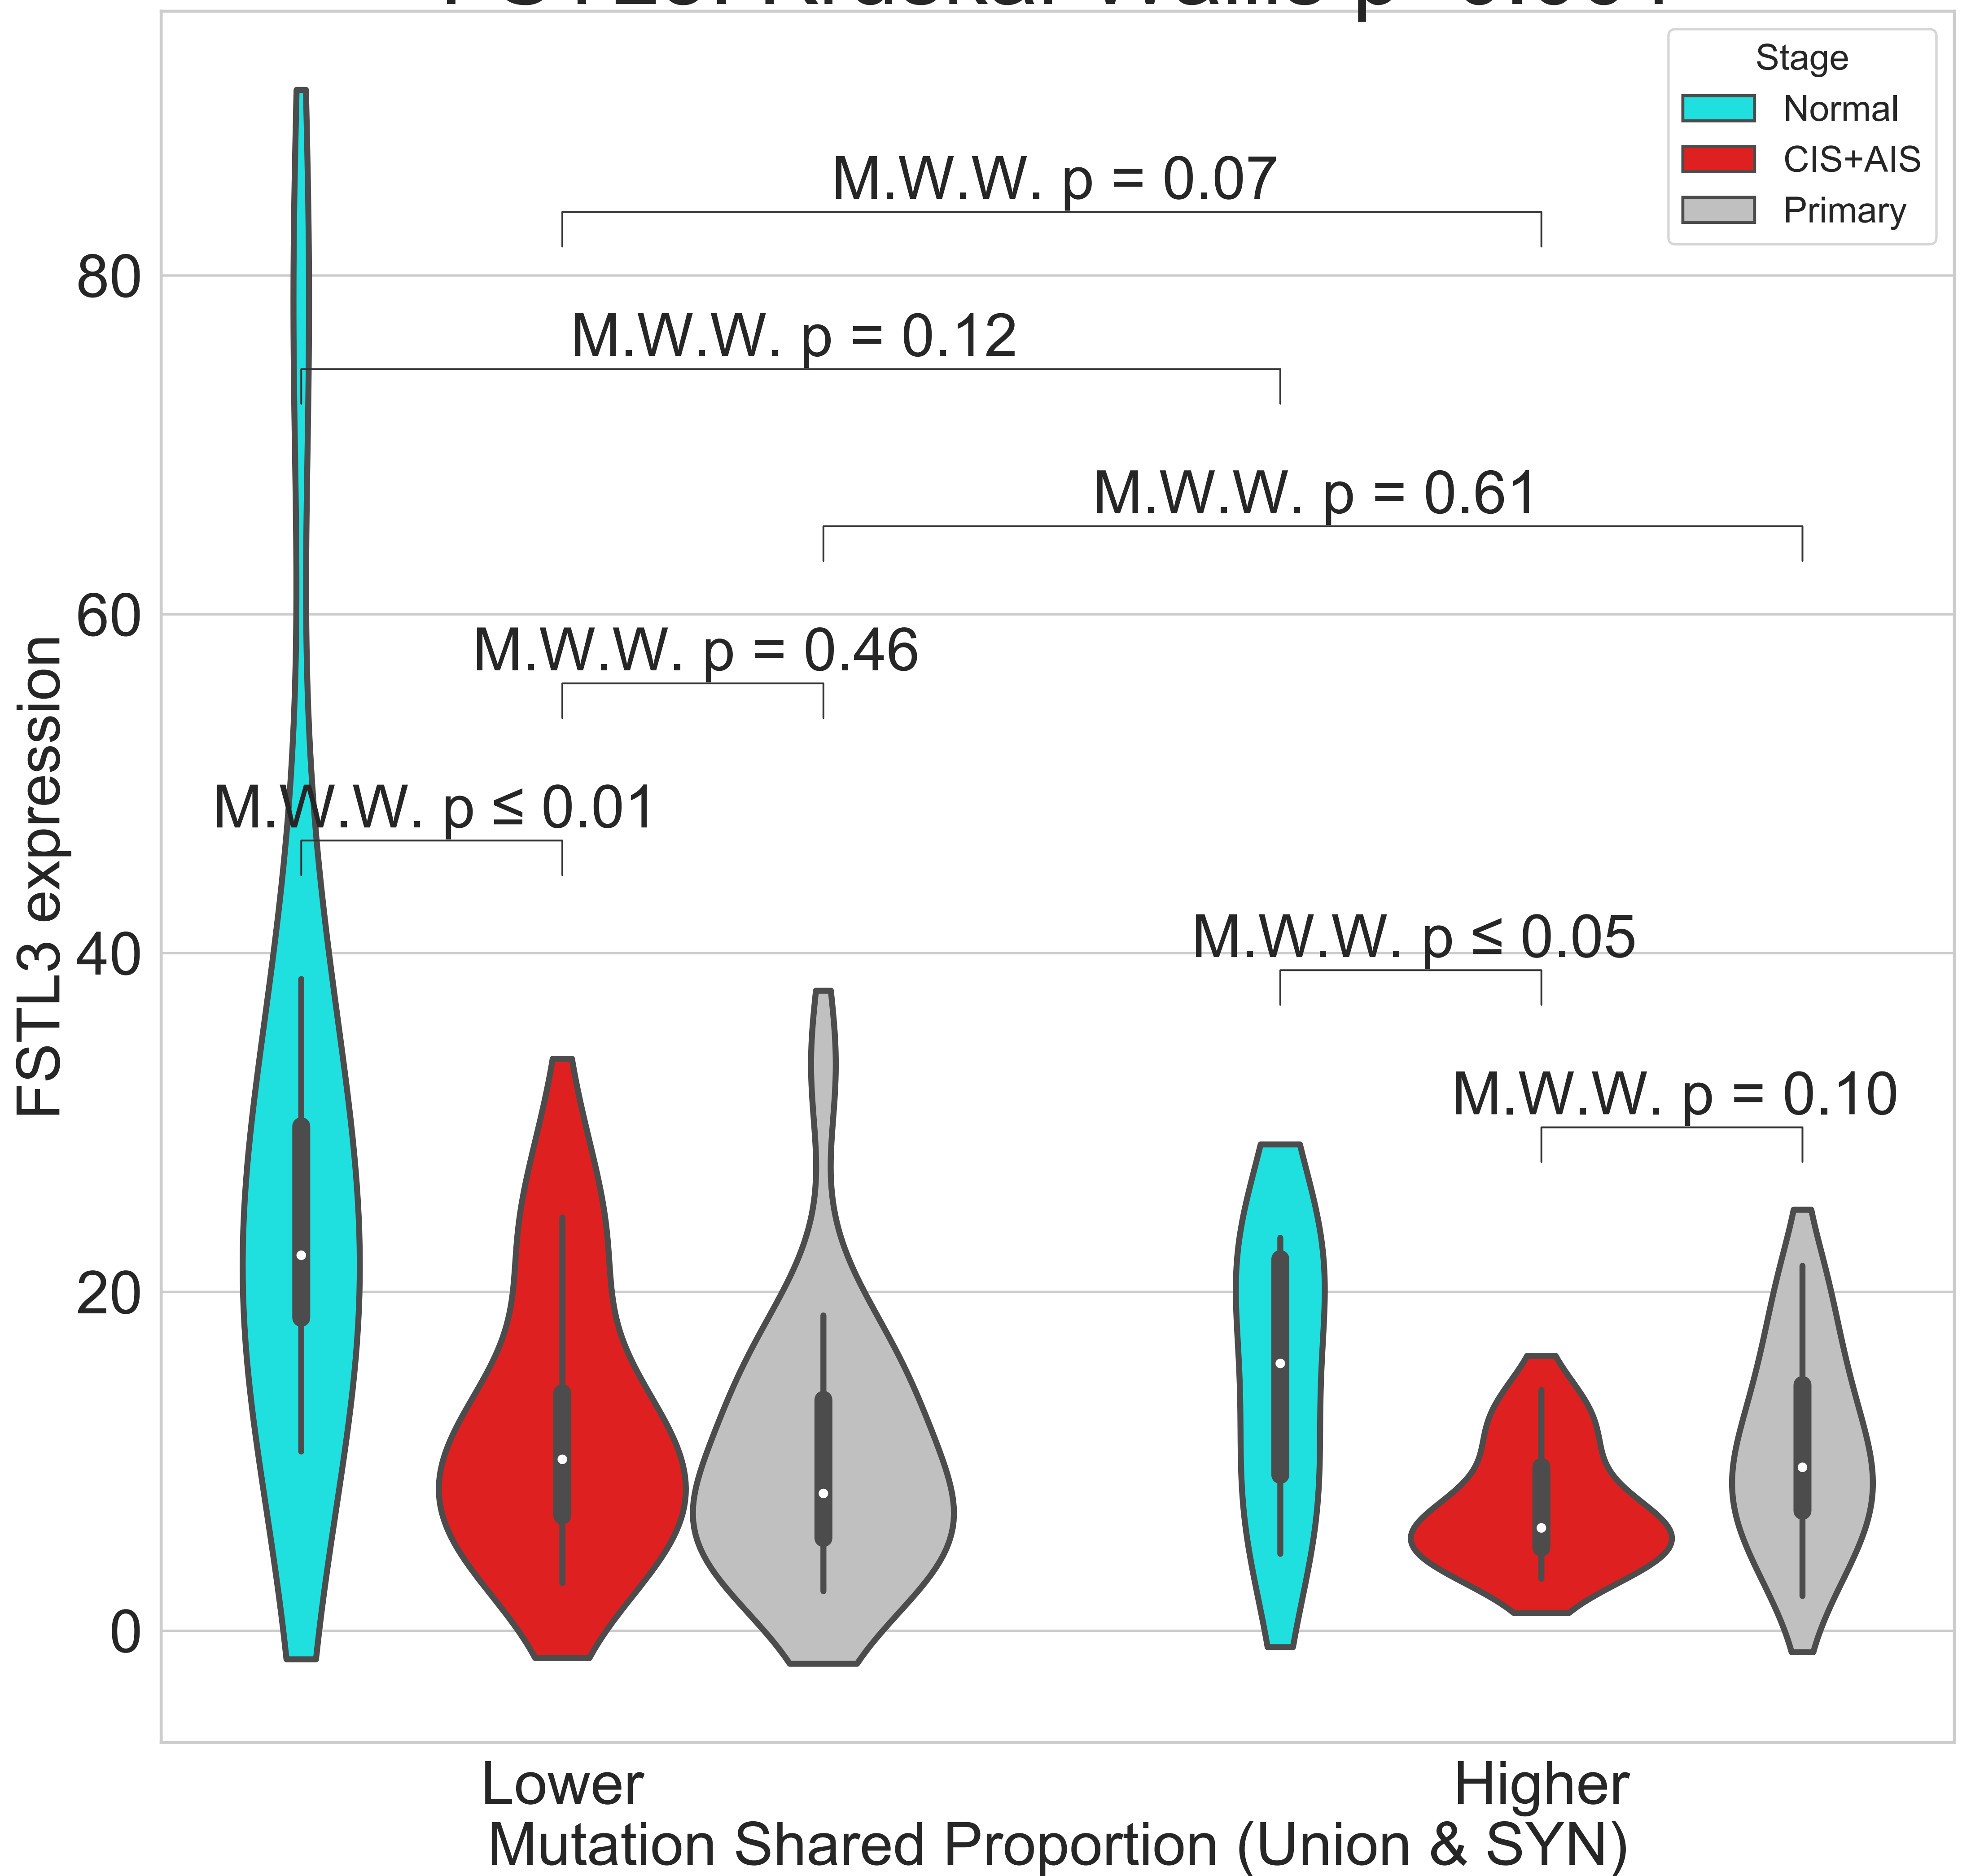 Stage
Normal
CIS+AIS
Primary
M.W.W. p = 0.07
80
M.W.W. p = 0.12
M.W.W. p = 0.61
60
M.W.W. p = 0.46
M.W.W. p ≤ 0.01
FSTL3 expression
40
M.W.W. p ≤ 0.05
M.W.W. p = 0.10
20
0
Lower
Higher
Mutation Shared Proportion (Union & SYN)